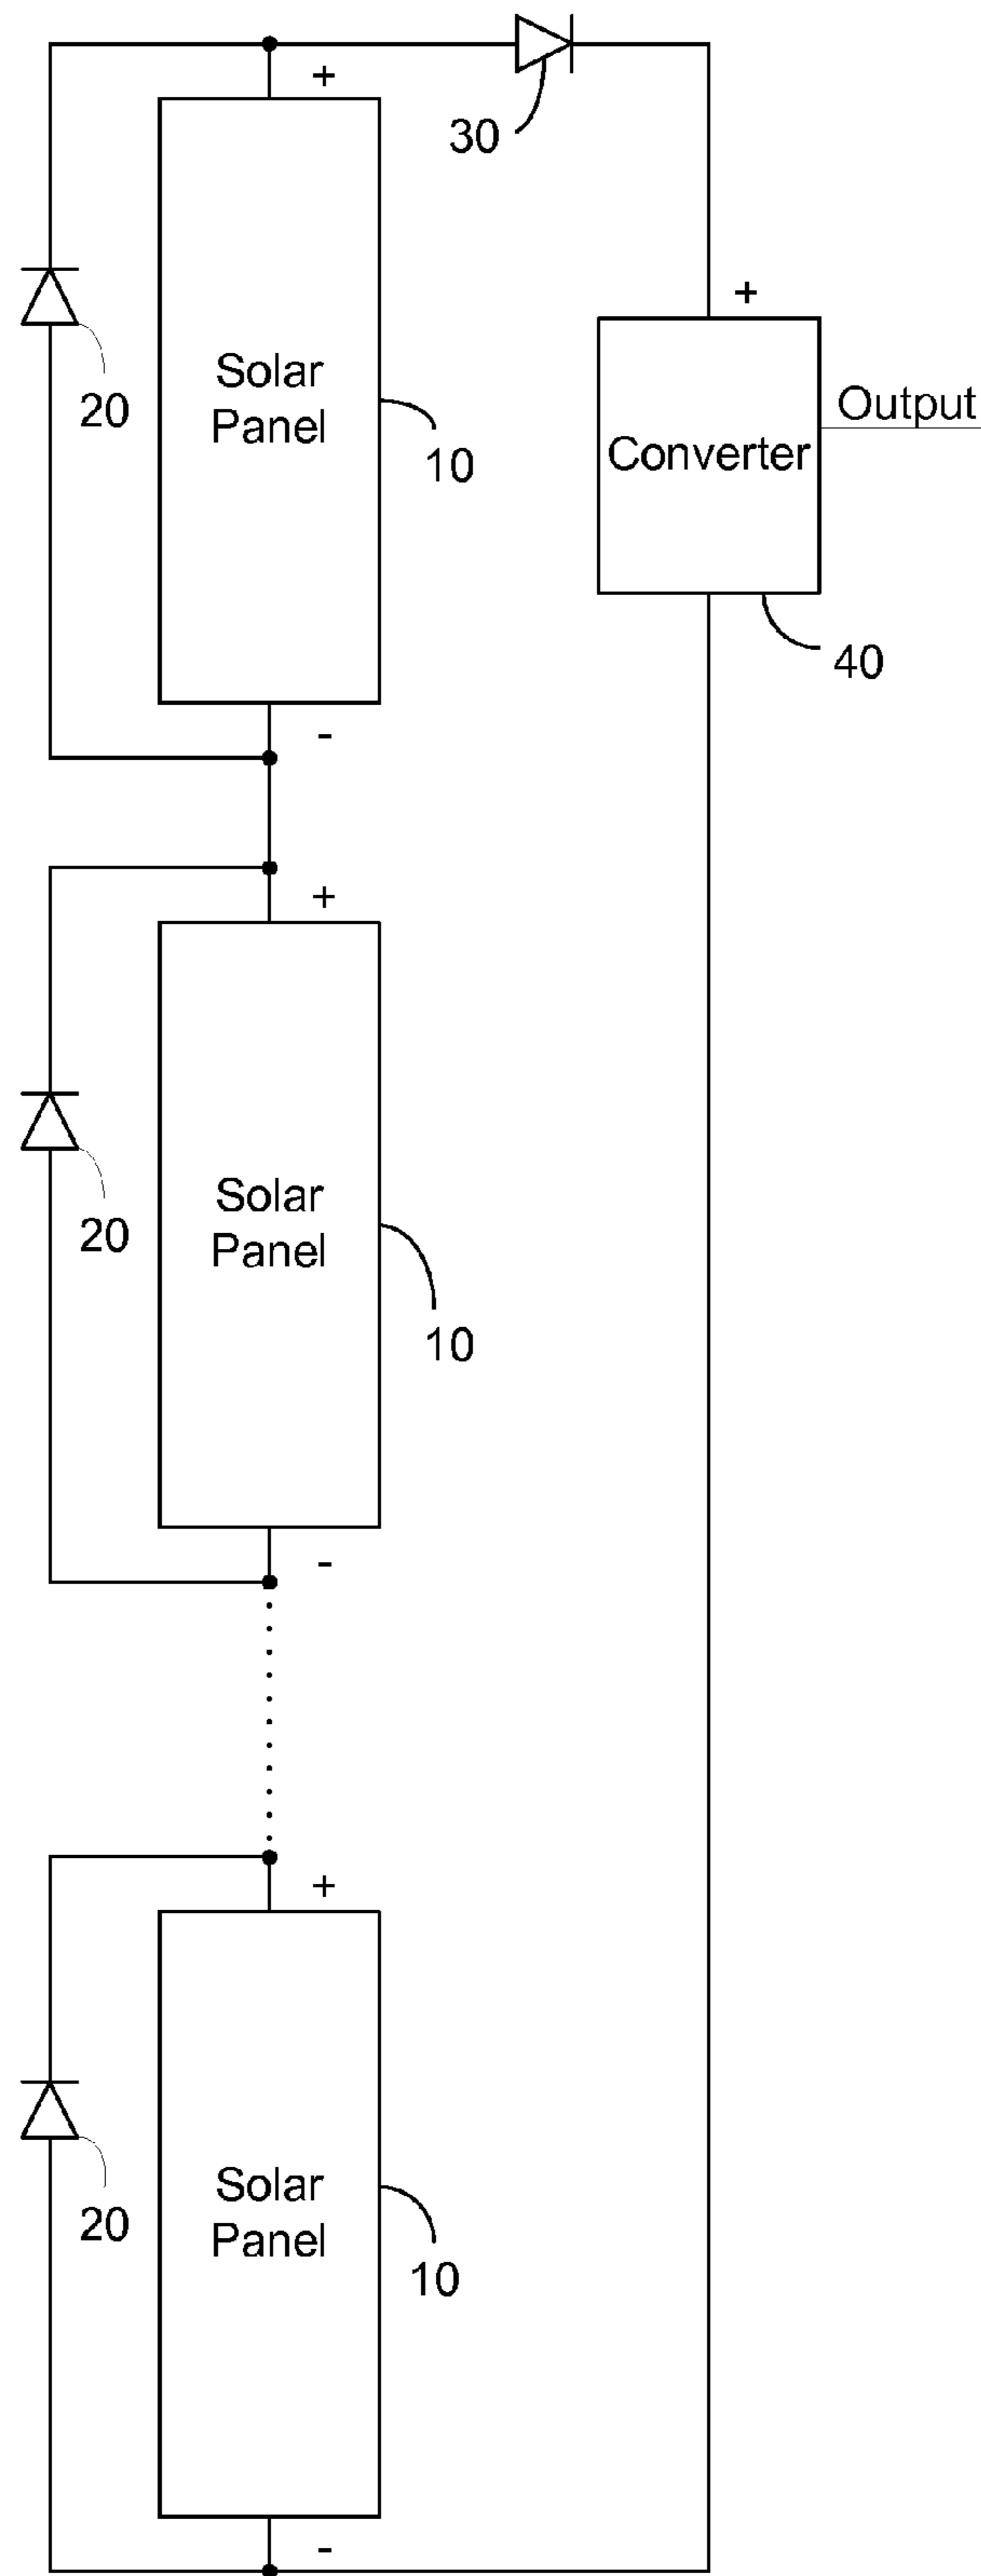 +
30
Solar
Panel
20
10
+
Converter
Output
40
-
+
Solar
Panel
20
10
-
+
Solar
Panel
20
10
-